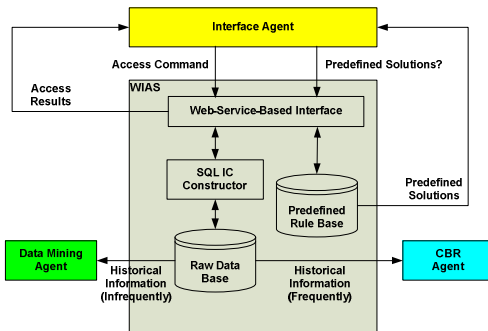 Interface Agent
Access Command
Predefined Solutions?
Access
Results
WIAS
Web-Service-Based Interface
SQL IC
Constructor
Predefined
Rule Base
Predefined
Solutions
Data Mining
Agent
Historical
Information
(Infrequently)
Raw Data
Base
Historical
Information
(Frequently)
CBR
Agent